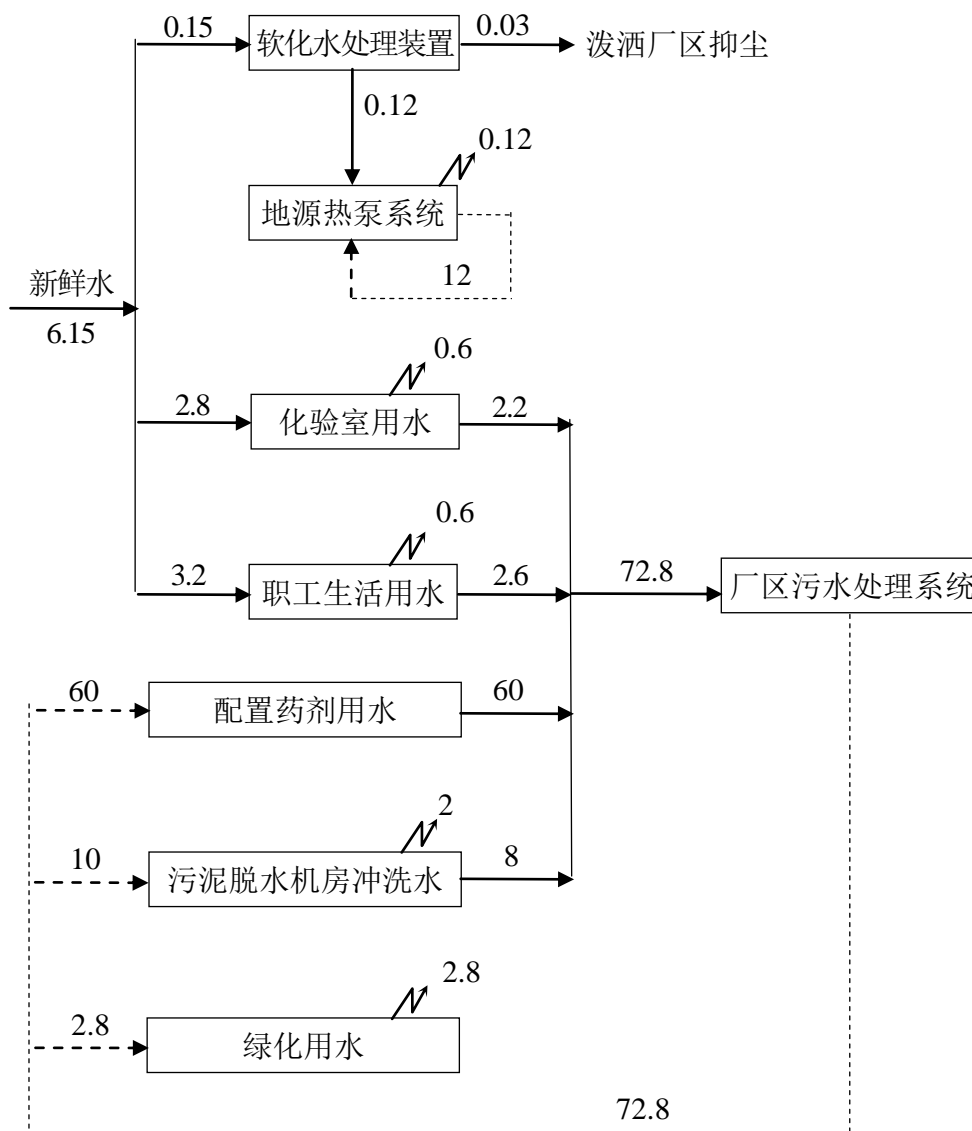 0.15
软化水处理装置
0.03
泼洒厂区抑尘
0.12
0.12
地源热泵系统
12
新鲜水
6.15
0.6
2.8
化验室用水
2.2
0.6
3.2
职工生活用水
2.6
72.8
厂区污水处理系统
60
配置药剂用水
60
2
10
污泥脱水机房冲洗水
8
2.8
2.8
绿化用水
72.8